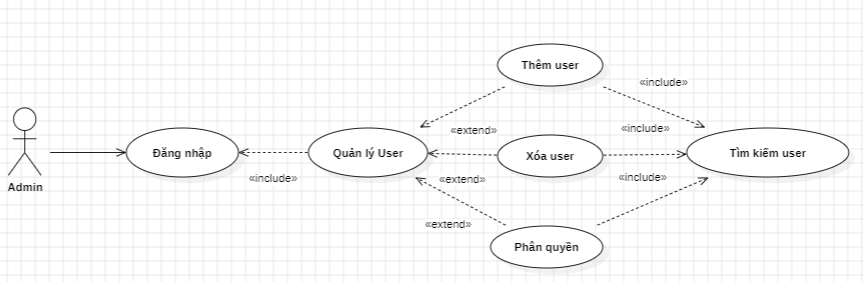 Thêm user
«include»
«extend»
«include»
Admin
Đăng nhập
«include»
Quản lý User
Xóa user
Tìm kiếm user
«extend»
«include»
«extend»
Phân quyền